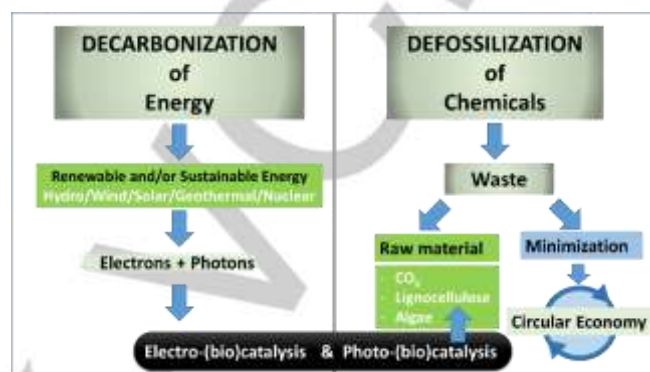 DECARBONIZATION
of
Energy
Renewable and/or Sustainable Energy
Hydro/Wind/Solar/Geothermal/Nuclear
Electrons + Photons
DEFOSSILIZATION
of
Chemicals
Waste
Raw material
- CO₂
- Lignocellulose
- Algae
Minimization
Circular Economy
Electro-(bio)catalysis & Photo-(bio)catalysis